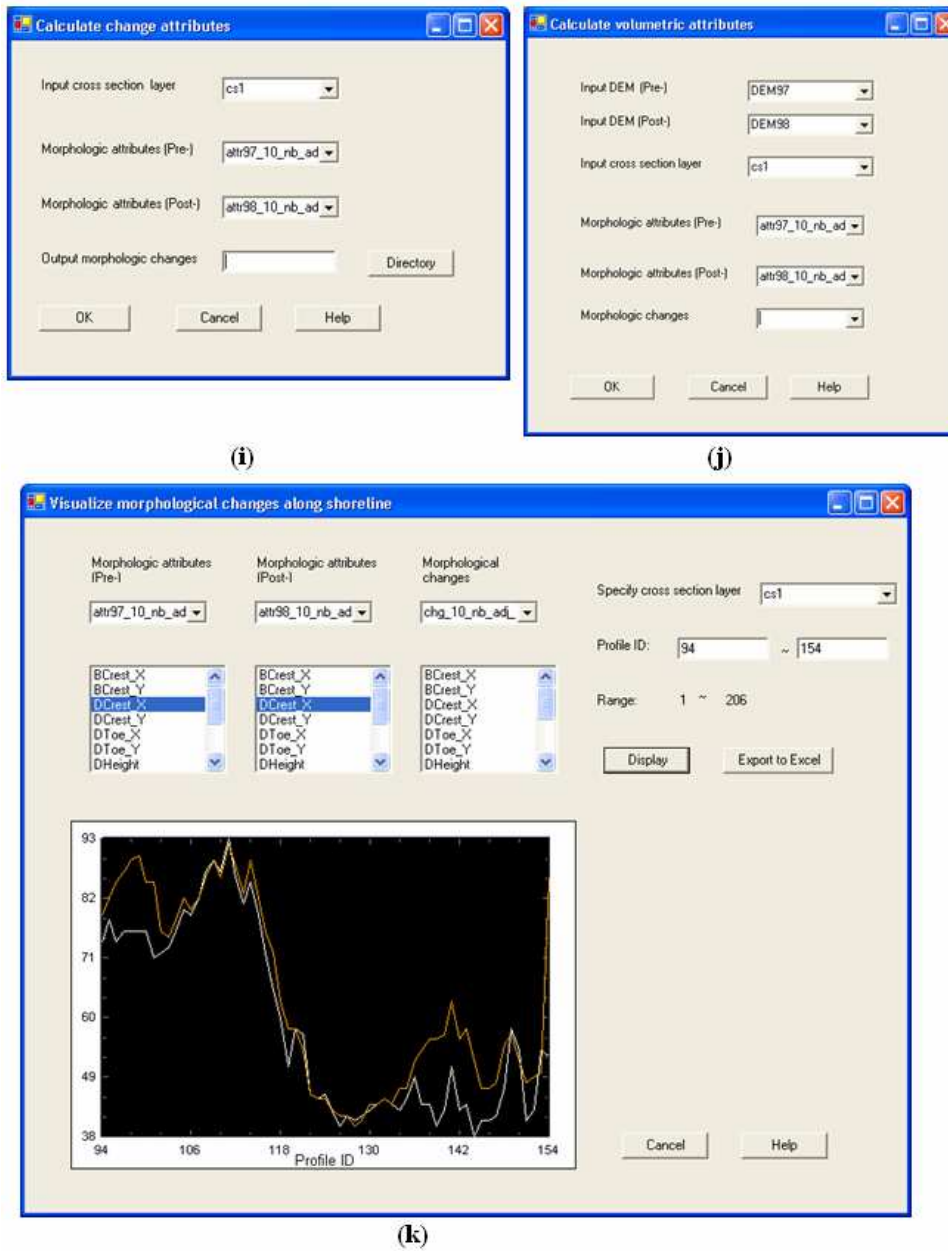 Calculate change attributes
Input cross section layer
cs1
Morphologic attributes (Pre-)
attr97_10_nb_ad
Morphologic attributes (Post-)
attr98_10_nb_ad
Output morphologic changes
Directory
OK
Cancel
Help
(i)
Calculate volumetric attributes
Input DEM (Pre-)
DEM97
Input DEM (Post-)
DEM98
Input cross section layer
cs1
Morphologic attributes (Pre-)
attr97_10_nb_ad
Morphologic attributes (Post-)
attr98_10_nb_ad
Morphologic changes
OK
Cancel
Help
(j)
Visualize morphological changes along shoreline
Morphologic attributes
(Pre-)
attr97_10_nb_ad
BCrest_X
BCrest_Y
DCrest_X
DCrest_Y
DToe_X
DToe_Y
DHeight
Morphologic attributes
(Post-)
attr98_10_nb_ad
BCrest_X
BCrest_Y
DCrest_X
DCrest_Y
DToe_X
DToe_Y
DHeight
Morphological
changes
chg_10_nb_adj_
BCrest_X
BCrest_Y
DCrest_X
DCrest_Y
DToe_X
DToe_Y
DHeight
Specify cross section layer
cs1
Profile ID:
94
~
154
Range:
1 ~ 206
Display
Export to Excel
93
82
71
60
49
38
94
106
118
130
142
154
Profile ID
Cancel
Help
(k)